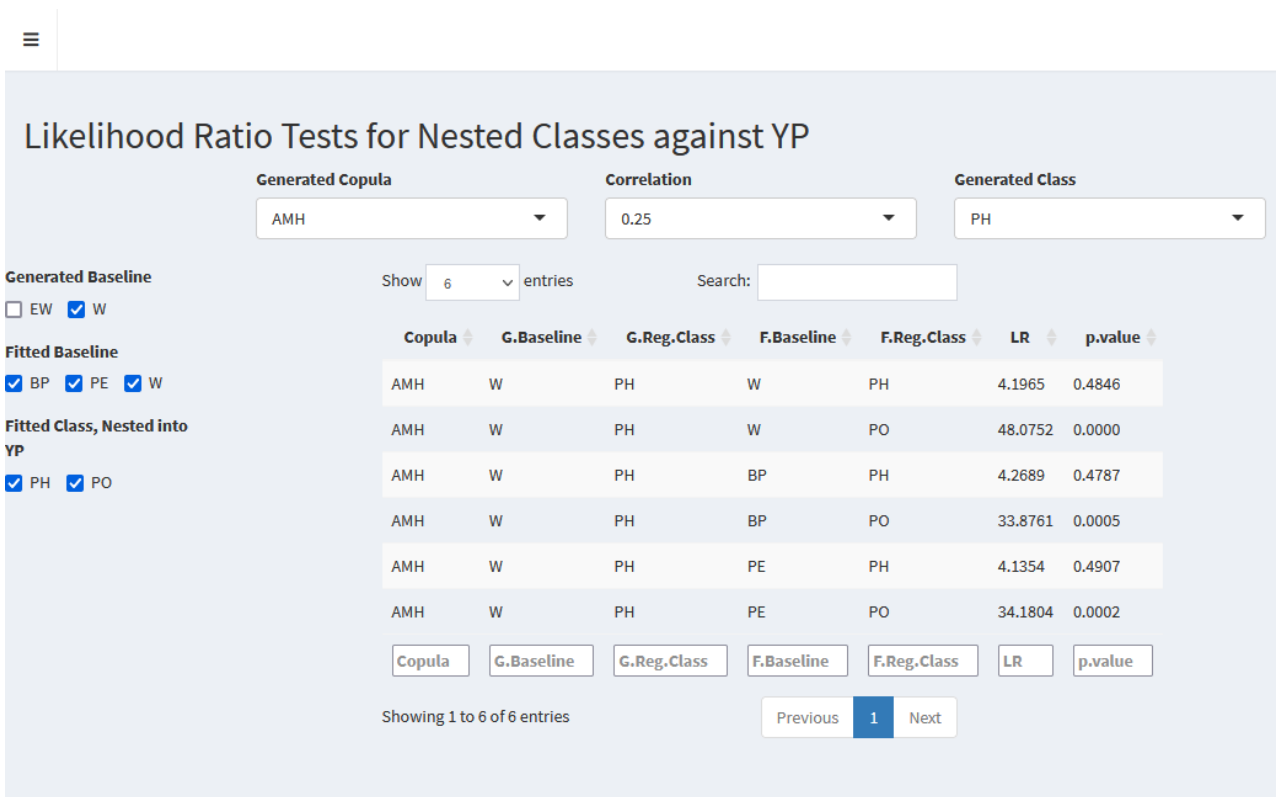 Likelihood Ratio Tests for Nested Classes against YP
Generated Copula Correlation Generated Class
AMH 0.25 PH
Generated Baseline
EW W
Fitted Baseline
BP PE W
Fitted Class, Nested into
YP
PH PO
Show 6 entries Search:
Copula G.Baseline G.Reg.Class F.Baseline F.Reg.Class LR p.value
AMH W PH W PH 4.1965 0.4846
AMH W PH W PO 48.0752 0.0000
AMH W PH BP PH 4.2689 0.4787
AMH W PH BP PO 33.8761 0.0005
AMH W PH PE PH 4.1354 0.4907
AMH W PH PE PO 34.1804 0.0002
Copula G.Baseline G.Reg.Class F.Baseline F.Reg.Class LR p.value
Showing 1 to 6 of 6 entries Previous 1 Next